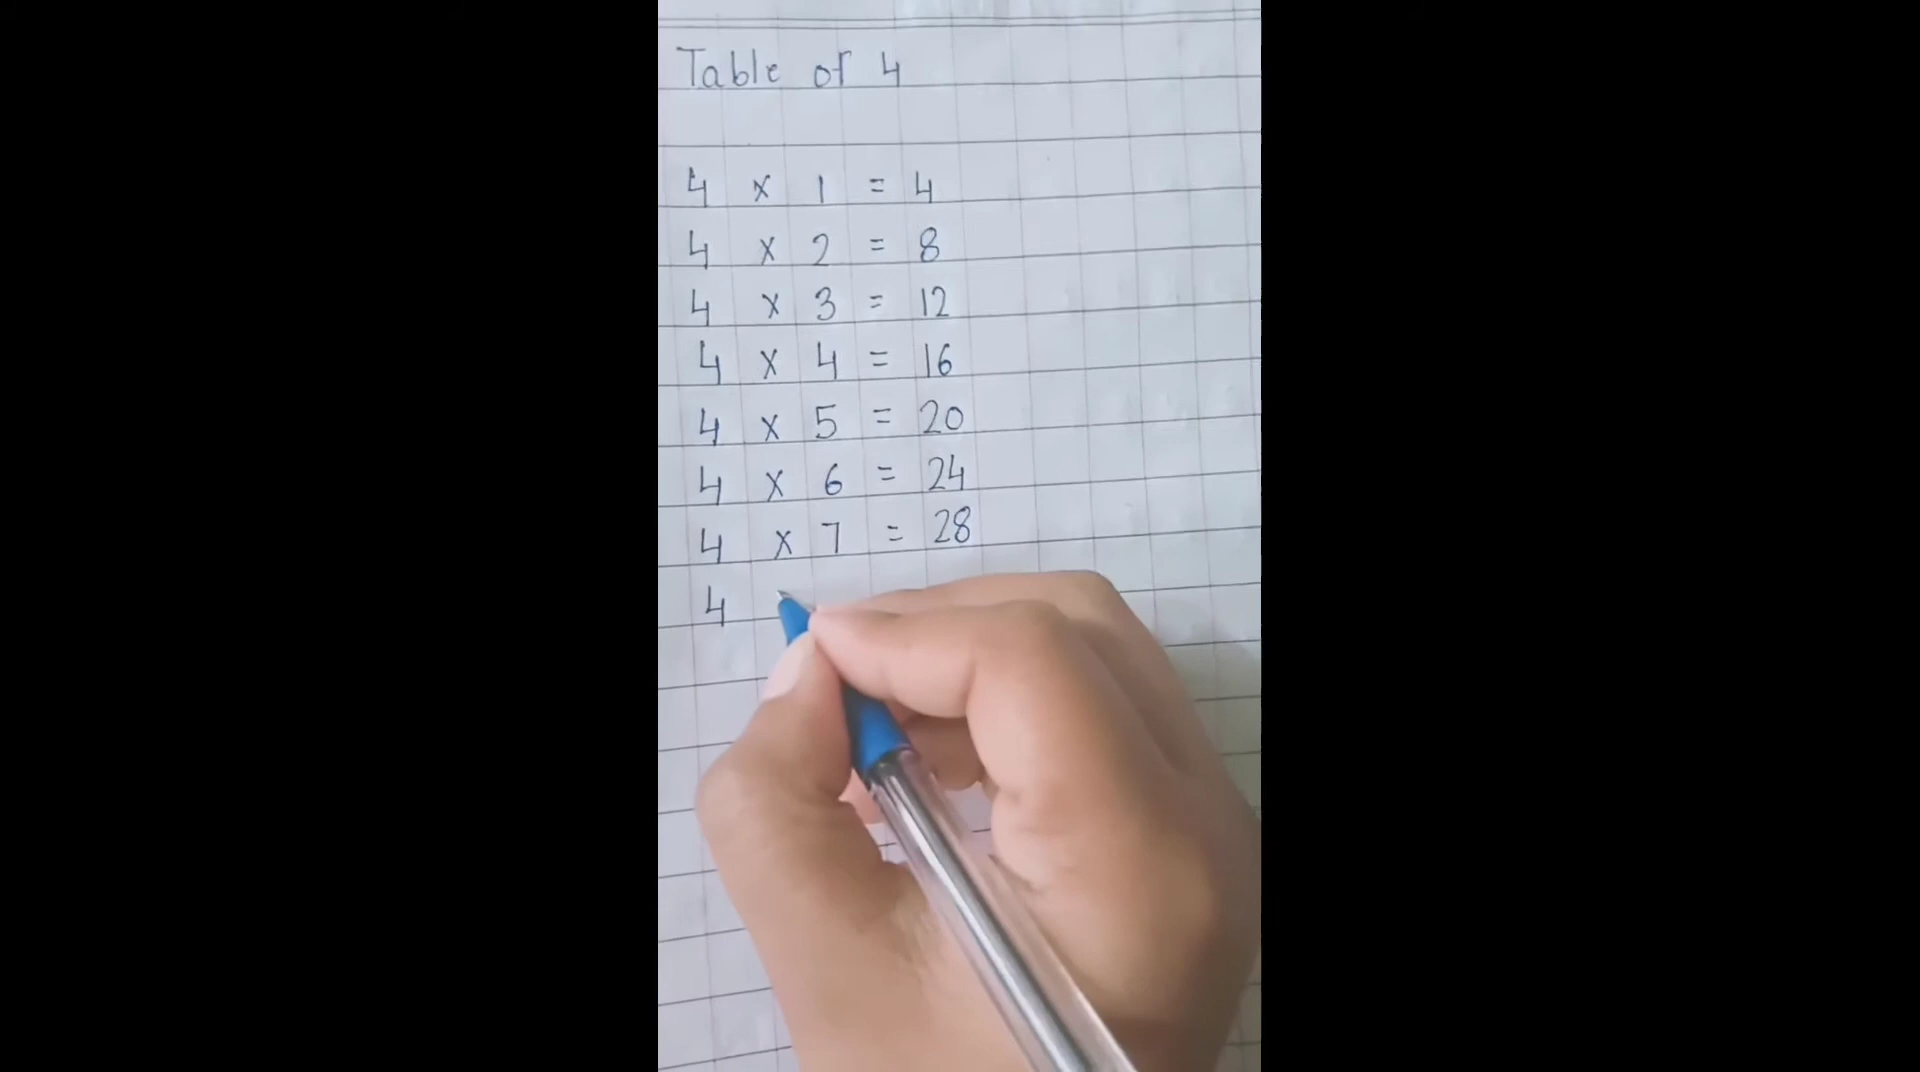 Table of 4
4 x 1 = 4
4 x 2 = 8
4 x 3 = 12
4 x 4 = 16
4 x 5 = 20
4 x 6 = 24
4 x 7 = 28
4